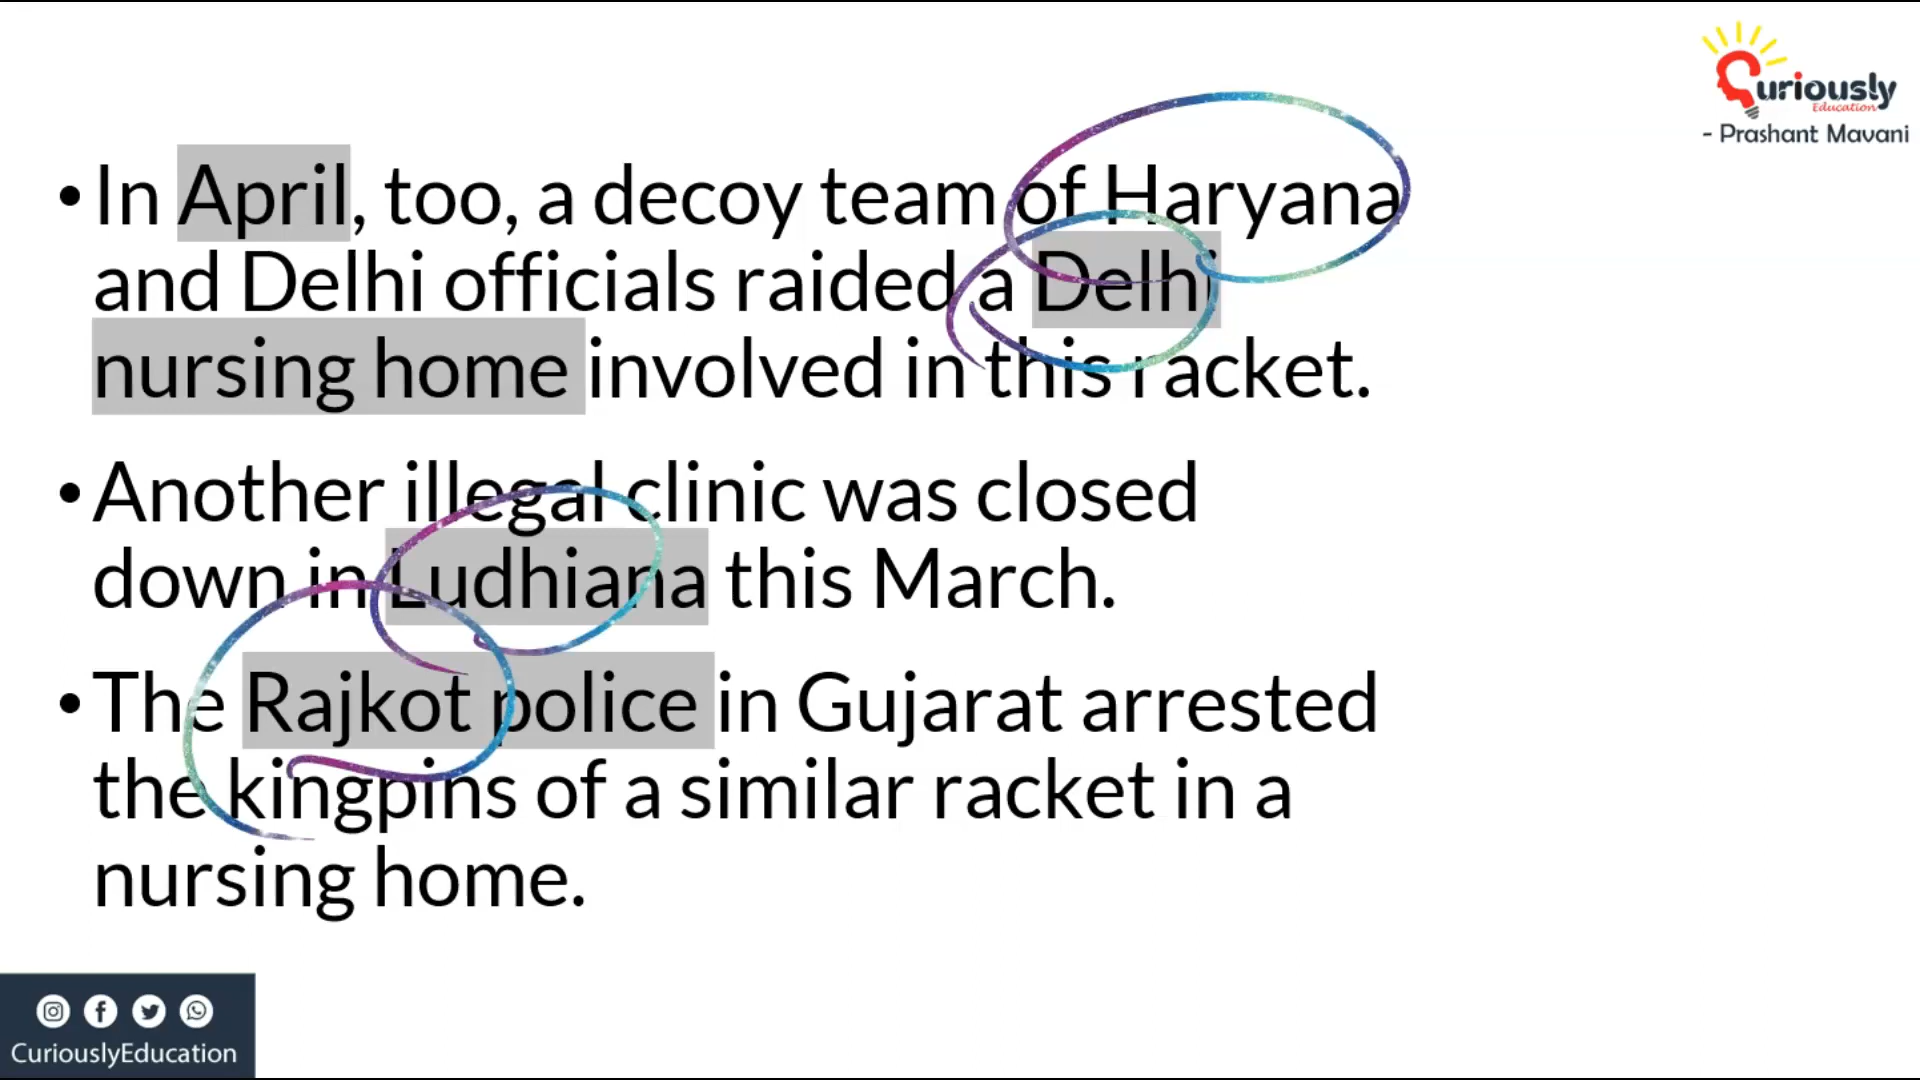 Curiously
Education
- Prashant Mavani
• In April, too, a decoy team of Haryana
and Delhi officials raided a Delhi
nursing home involved in this racket.
• Another illegal clinic was closed
down in Ludhiana this March.
• The Rajkot police in Gujarat arrested
the kingpins of a similar racket in a
nursing home.
CuriouslyEducation